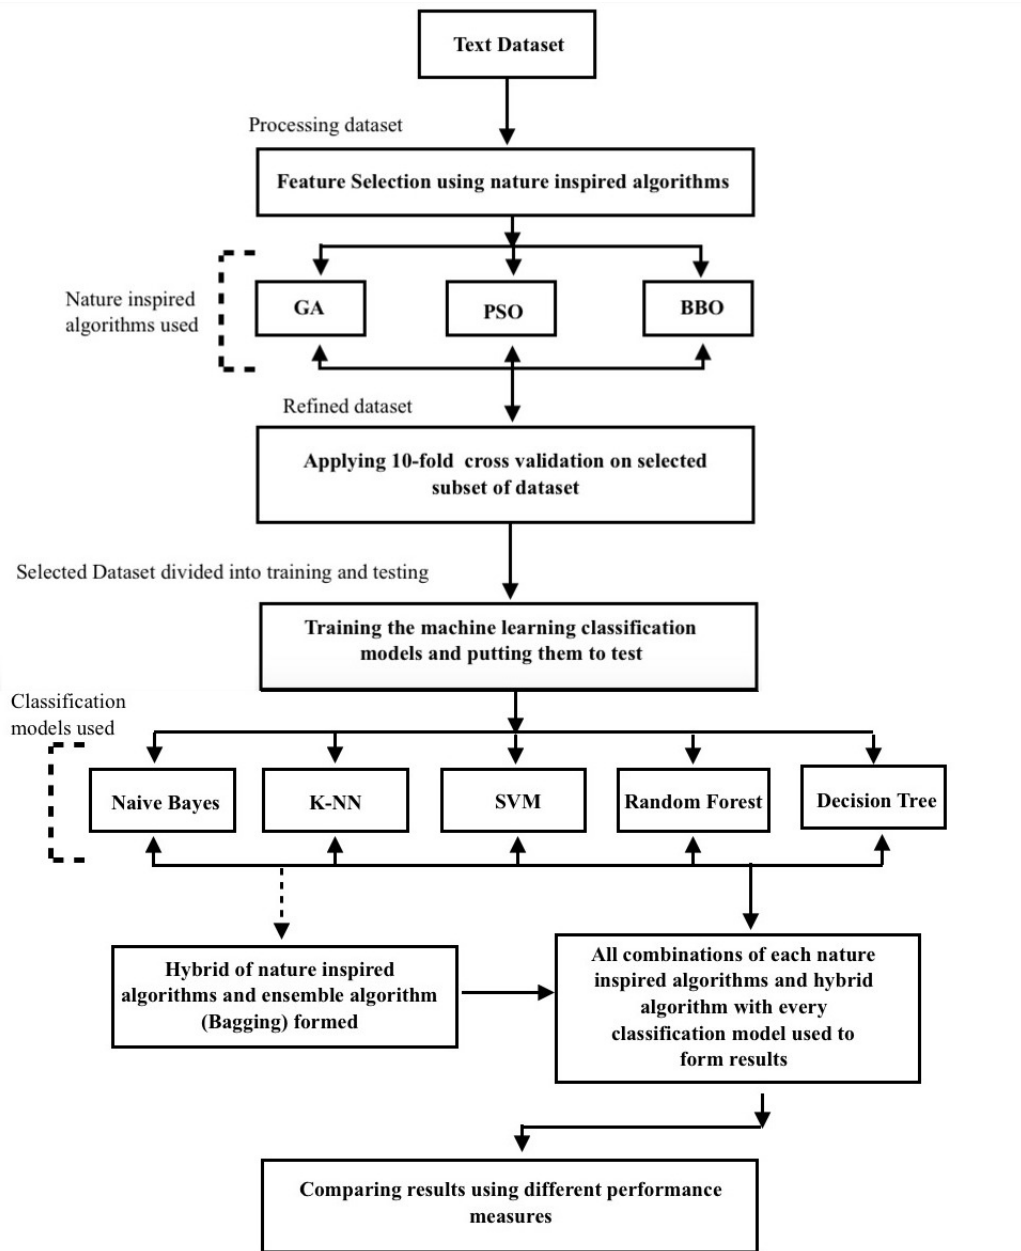 Text Dataset
Processing dataset
Feature Selection using nature inspired algorithms
Nature inspired
algorithms used
GA
PSO
BBO
Refined dataset
Applying 10-fold cross validation on selected
subset of dataset
Selected Dataset divided into training and testing
Training the machine learning classification
models and putting them to test
Classification
models used
Naive Bayes
K-NN
SVM
Random Forest
Decision Tree
Hybrid of nature inspired
algorithms and ensemble algorithm
(Bagging) formed
All combinations of each nature
inspired algorithms and hybrid
algorithm with every
classification model used to
form results
Comparing results using different performance
measures